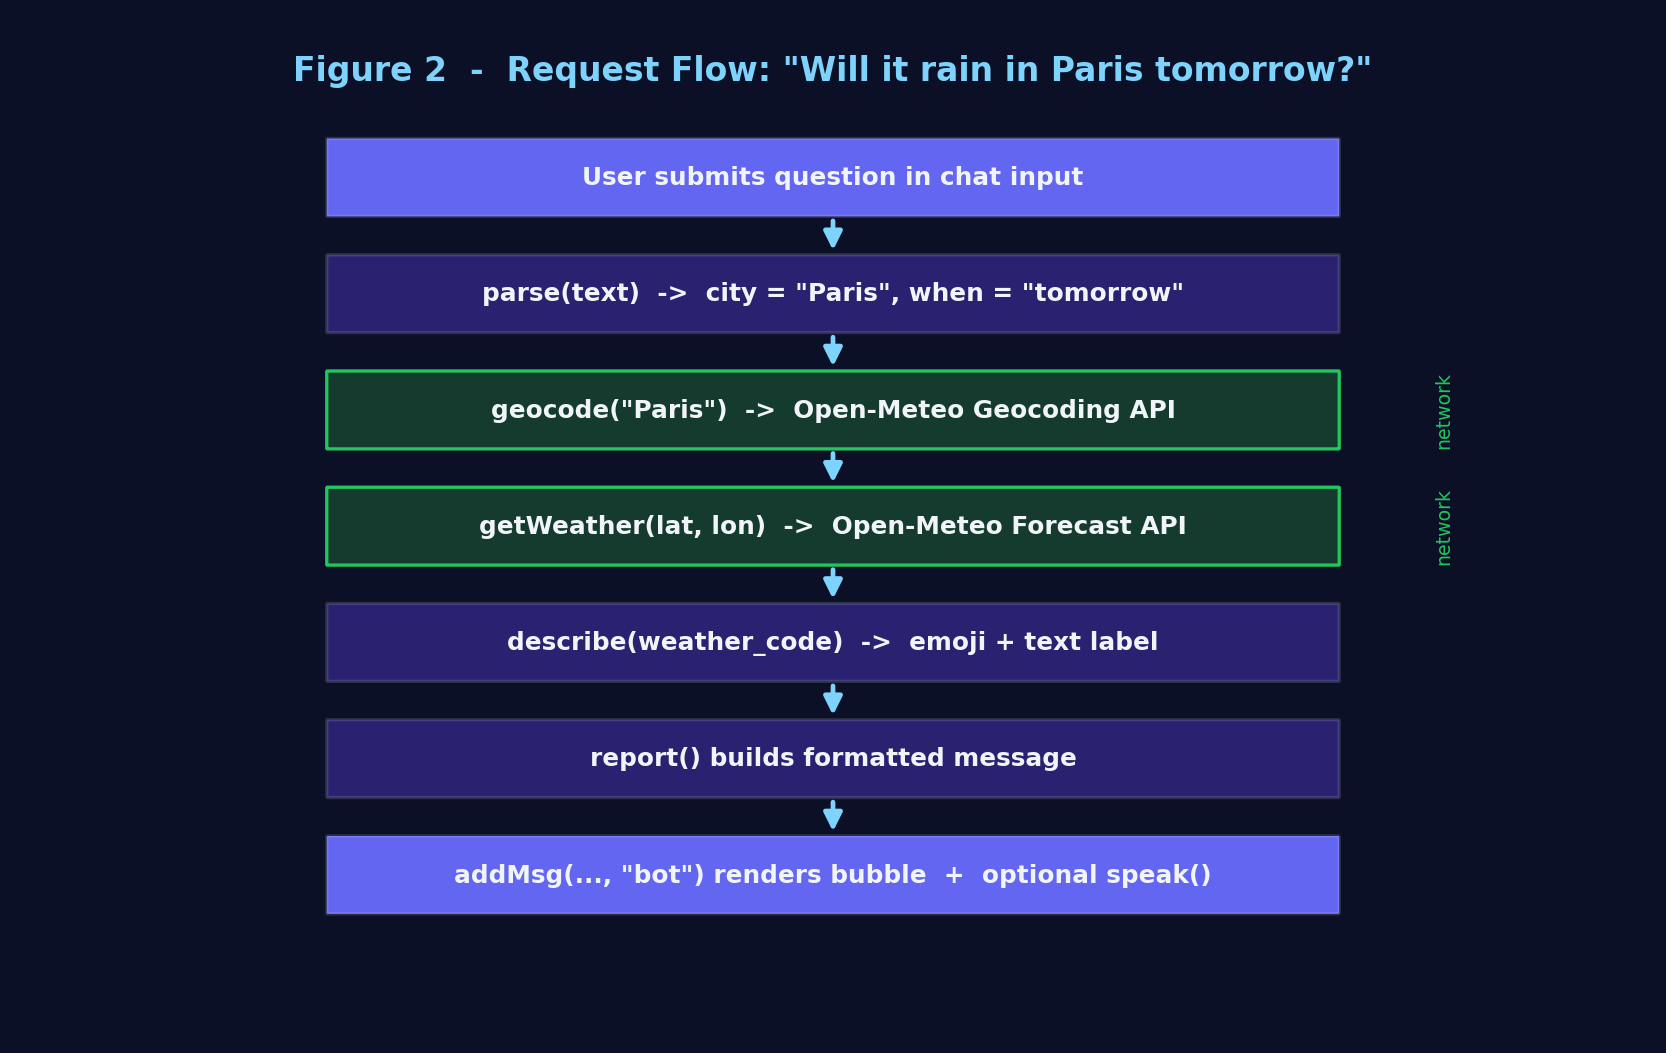 Figure 2  -  Request Flow: "Will it rain in Paris tomorrow?"
User submits question in chat input
parse(text)  ->  city = "Paris", when = "tomorrow"
geocode("Paris")  ->  Open-Meteo Geocoding API
network
getWeather(lat, lon)  ->  Open-Meteo Forecast API
network
describe(weather_code)  ->  emoji + text label
report() builds formatted message
addMsg(..., "bot") renders bubble  +  optional speak()